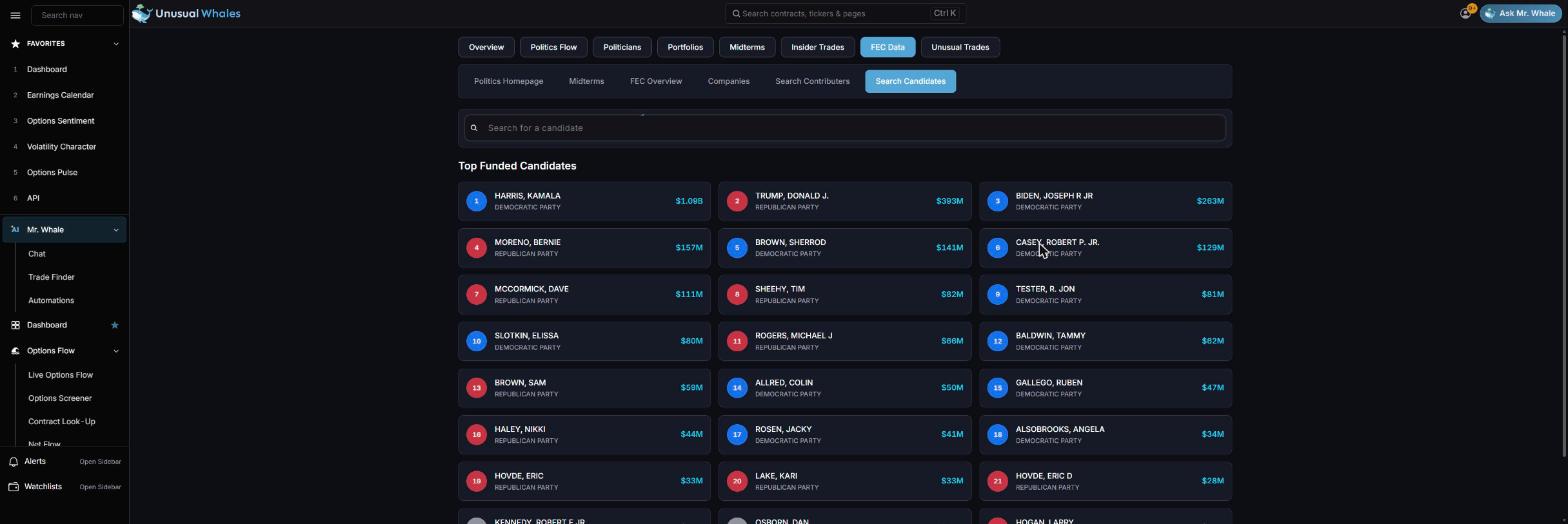 Search nav
Unusual Whales
Search contracts, tickers & pages
Ctrl K
9+
Ask Mr. Whale
FAVORITES
1 Dashboard
2 Earnings Calendar
3 Options Sentiment
4 Volatility Character
5 Options Pulse
6 API
AI Mr. Whale
Chat
Trade Finder
Automations
Dashboard
Options Flow
Live Options Flow
Options Screener
Contract Look-Up
Net Flow
Alerts Open Sidebar
Watchlists Open Sidebar
Overview Politics Flow Politicians Portfolios Midterms Insider Trades FEC Data Unusual Trades
Politics Homepage Midterms FEC Overview Companies Search Contributers Search Candidates
Search for a candidate
Top Funded Candidates
1 HARRIS, KAMALA $1.09B
DEMOCRATIC PARTY
2 TRUMP, DONALD J. $393M
REPUBLICAN PARTY
3 BIDEN, JOSEPH R JR $263M
DEMOCRATIC PARTY
4 MORENO, BERNIE $157M
REPUBLICAN PARTY
5 BROWN, SHERROD $141M
DEMOCRATIC PARTY
6 CASEY, ROBERT P. JR. $129M
DEMOCRATIC PARTY
7 MCCORMICK, DAVE $111M
REPUBLICAN PARTY
8 SHEEHY, TIM $82M
REPUBLICAN PARTY
9 TESTER, R. JON $81M
DEMOCRATIC PARTY
10 SLOTKIN, ELISSA $80M
DEMOCRATIC PARTY
11 ROGERS, MICHAEL J $66M
REPUBLICAN PARTY
12 BALDWIN, TAMMY $62M
DEMOCRATIC PARTY
13 BROWN, SAM $59M
REPUBLICAN PARTY
14 ALLRED, COLIN $50M
DEMOCRATIC PARTY
15 GALLEGO, RUBEN $47M
DEMOCRATIC PARTY
16 HALEY, NIKKI $44M
REPUBLICAN PARTY
17 ROSEN, JACKY $41M
DEMOCRATIC PARTY
18 ALSOBROOKS, ANGELA $34M
DEMOCRATIC PARTY
19 HOVDE, ERIC $33M
REPUBLICAN PARTY
20 LAKE, KARI $33M
REPUBLICAN PARTY
21 HOVDE, ERIC D $28M
REPUBLICAN PARTY
KENNEDY, ROBERT F JR
OSBORN, DAN
HOGAN, LARRY